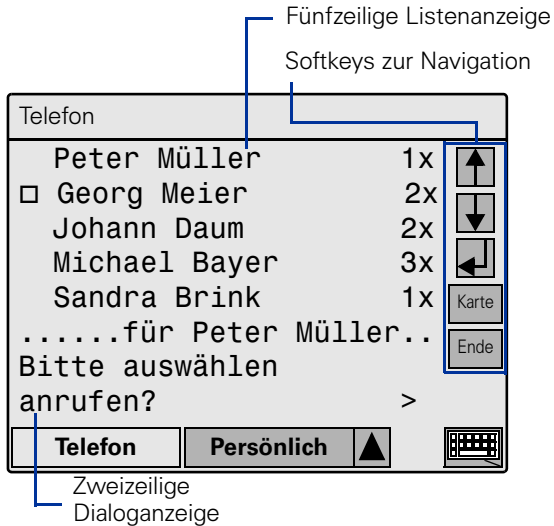 Fünfzeilige Listenanzeige
Softkeys zur Navigation
Telefon
Peter Müller 1x
Georg Meier 2x
Johann Daum 2x
Michael Bayer 3x
Sandra Brink 1x
Karte
......für Peter Müller..
Ende
Bitte auswählen
anrufen? >
Telefon Persönlich
Zweizeilige
Dialoganzeige